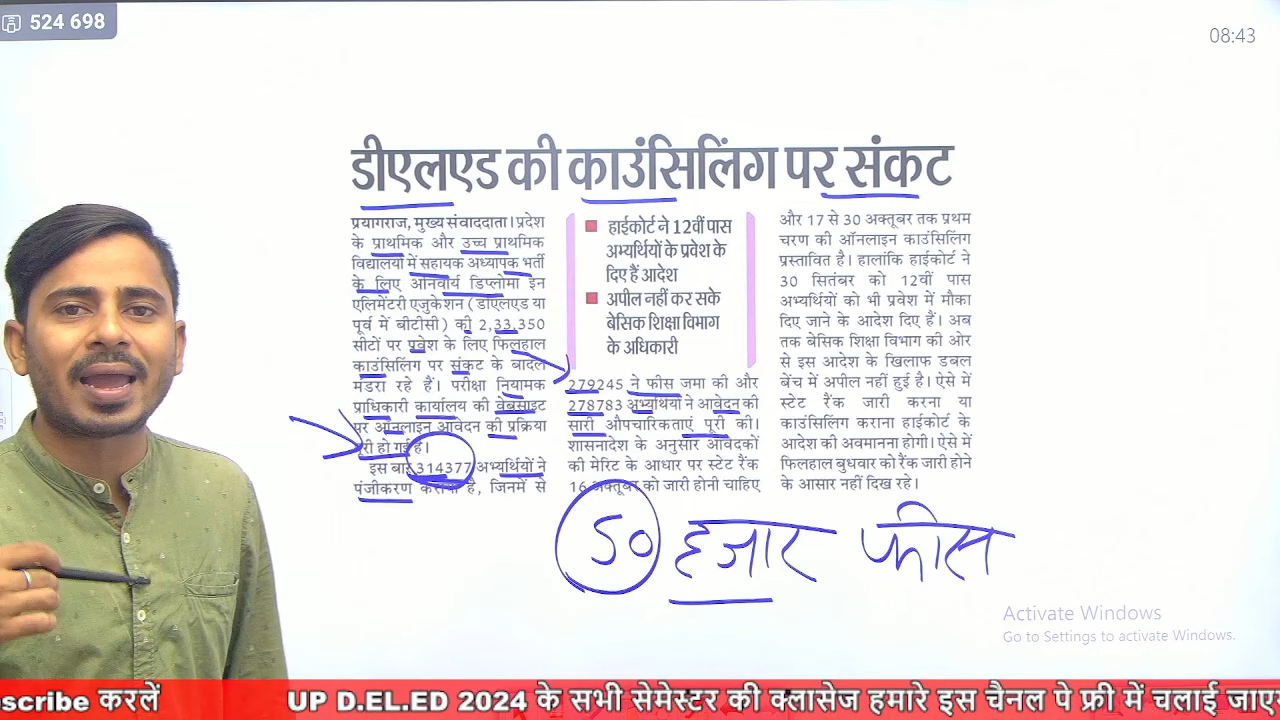 524 698
08:43
डीएलएड की काउंसिलिंग पर संकट
प्रयागराज, मुख्य संवाददाता। प्रदेश
के प्राथमिक और उच्च प्राथमिक
विद्यालयों में सहायक अध्यापक भर्ती
के लिए अनिवार्य डिप्लोमा इन
एलिमेंटरी एजुकेशन (डीएलएड या
पूर्व में बीटीसी) की 2,33,350
सीटों पर प्रवेश के लिए फिलहाल
काउंसिलिंग पर संकट के बादल
मंडरा रहे हैं। परीक्षा नियामक
प्राधिकारी कार्यालय की वेबसाइट
पर ऑनलाइन आवेदन की प्रक्रिया
हो गई है।
इस बार 314377 अभ्यर्थियों ने
पंजीकरण कराया है, जिनमें से
हाईकोर्ट ने 12वीं पास
अभ्यर्थियों के प्रवेश के
दिए हैं आदेश
अपील नहीं कर सके
बेसिक शिक्षा विभाग
के अधिकारी
279245 ने फीस जमा की और
278783 अभ्यर्थियों ने आवेदन की
सारी औपचारिकताएं पूरी की।
शासनादेश के अनुसार आवेदकों
की मेरिट के आधार पर स्टेट रैंक
16 अक्तूबर को जारी होनी चाहिए
और 17 से 30 अक्तूबर तक प्रथम
चरण की ऑनलाइन काउंसिलिंग
प्रस्तावित है। हालांकि हाईकोर्ट ने
30 सितंबर को 12वीं पास
अभ्यर्थियों को भी प्रवेश में मौका
दिए जाने के आदेश दिए हैं। अब
तक बेसिक शिक्षा विभाग की ओर
से इस आदेश के खिलाफ डबल
बेंच में अपील नहीं हुई है। ऐसे में
स्टेट रैंक जारी करना या
काउंसिलिंग कराना हाईकोर्ट के
आदेश की अवमानना होगी। ऐसे में
फिलहाल बुधवार को रैंक जारी होने
के आसार नहीं दिख रहे।
50 हजार फीस
Activate Windows
Go to Settings to activate Windows.
scribe करलें UP D.EL.ED 2024 के सभी सेमेस्टर की क्लासेज हमारे इस चैनल पे फ्री में चलाई जाए